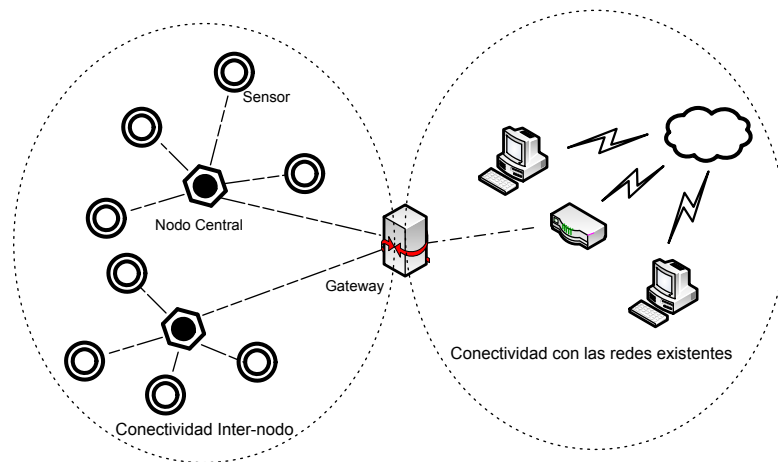 Sensor
Nodo Central
Gateway
Conectividad con las redes existentes
Conectividad Inter-nodo